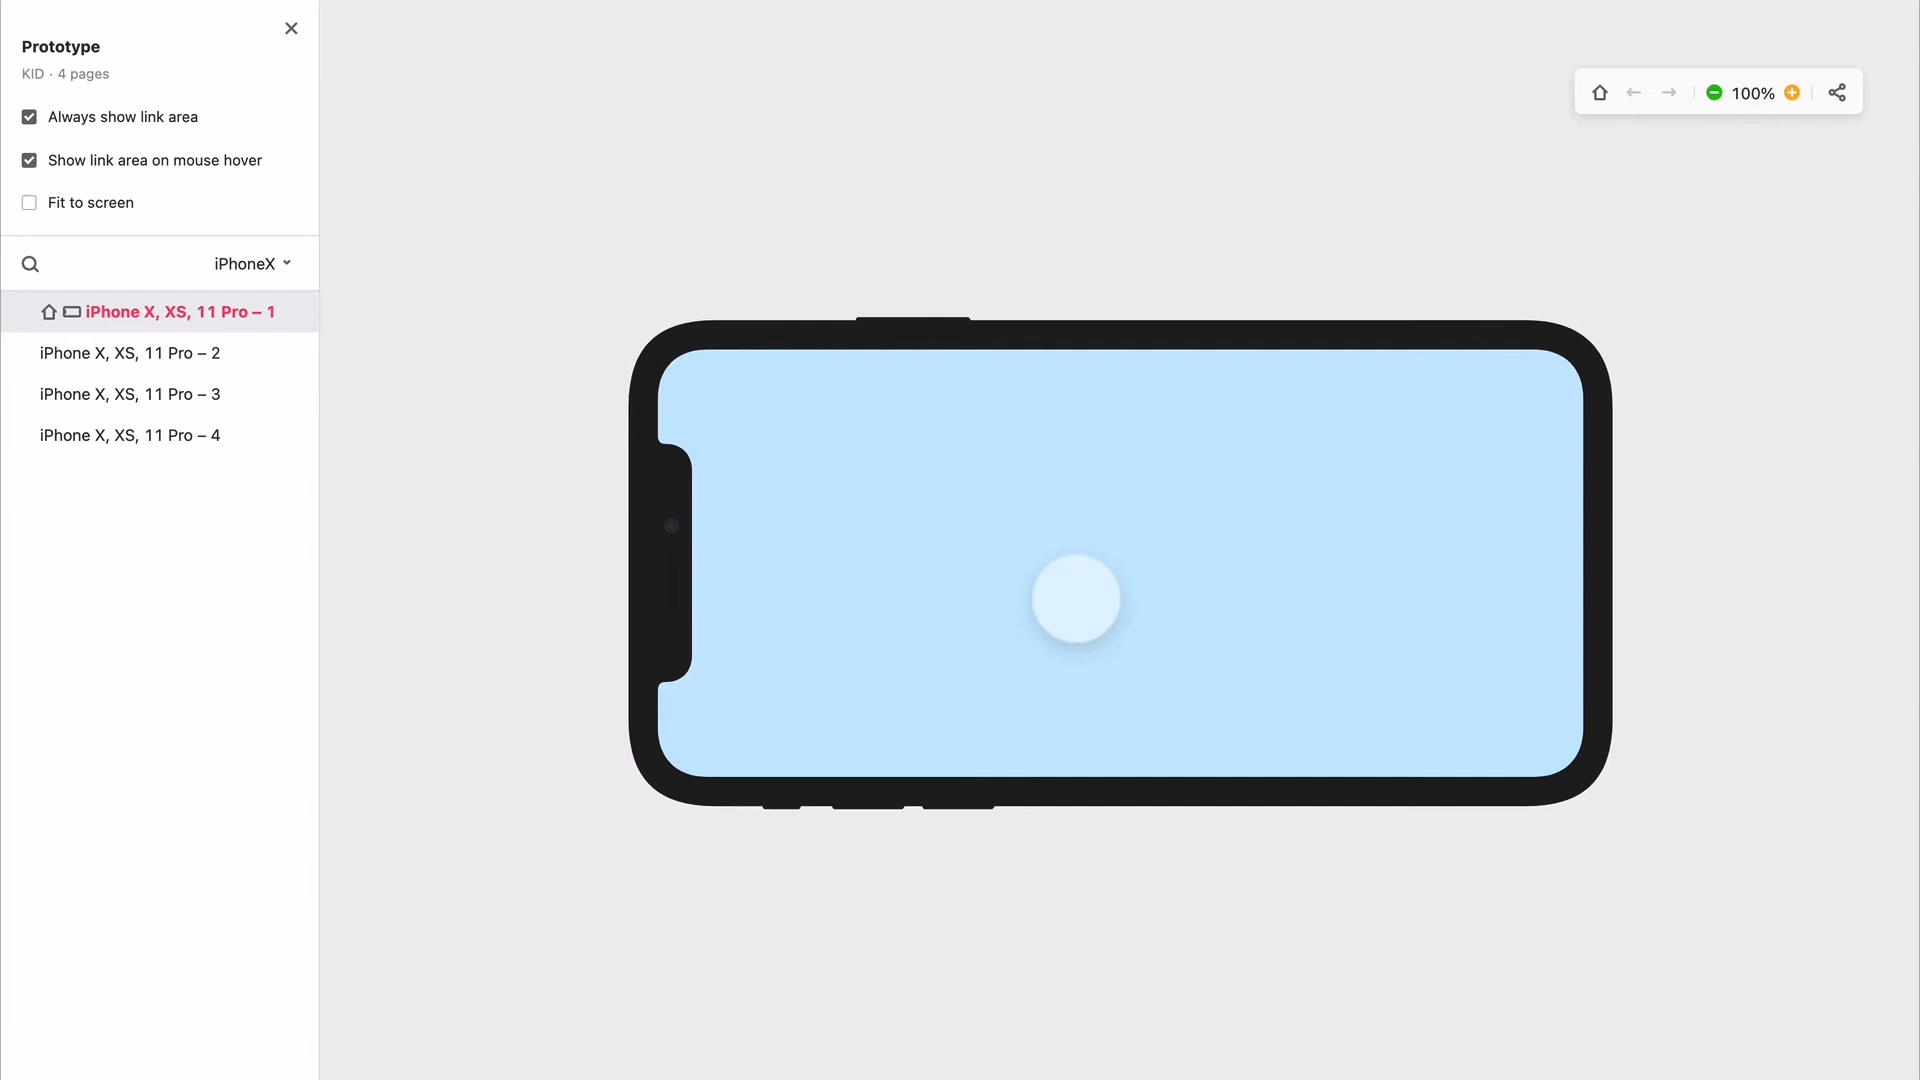 Prototype
KID · 4 pages
Always show link area
Show link area on mouse hover
Fit to screen
iPhoneX
iPhone X, XS, 11 Pro – 1
iPhone X, XS, 11 Pro – 2
iPhone X, XS, 11 Pro – 3
iPhone X, XS, 11 Pro – 4
100%